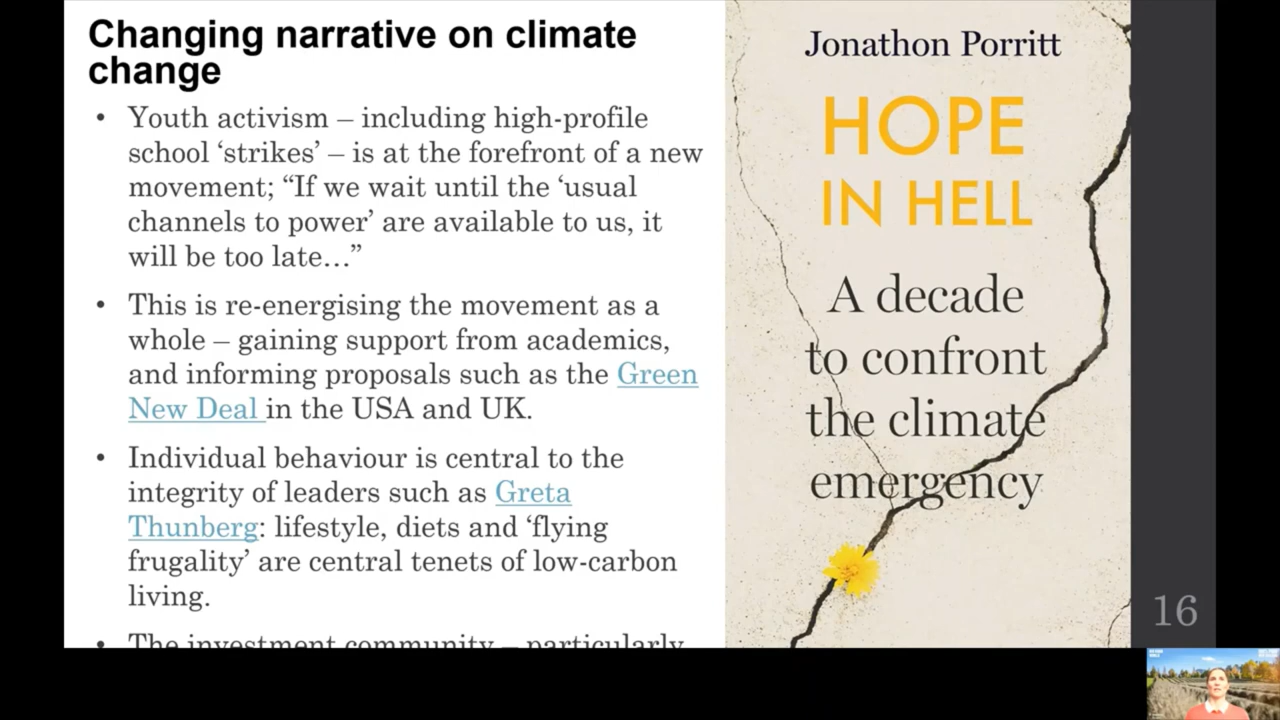 Changing narrative on climate
change
• Youth activism – including high-profile
school ‘strikes’ – is at the forefront of a new
movement; “If we wait until the ‘usual
channels to power’ are available to us, it
will be too late…”
• This is re-energising the movement as a
whole – gaining support from academics,
and informing proposals such as the Green
New Deal in the USA and UK.
• Individual behaviour is central to the
integrity of leaders such as Greta
Thunberg: lifestyle, diets and ‘flying
frugality’ are central tenets of low-carbon
living.
• The investment community – particularly
Jonathon Porritt
HOPE
IN HELL
A decade
to confront
the climate
emergency
16